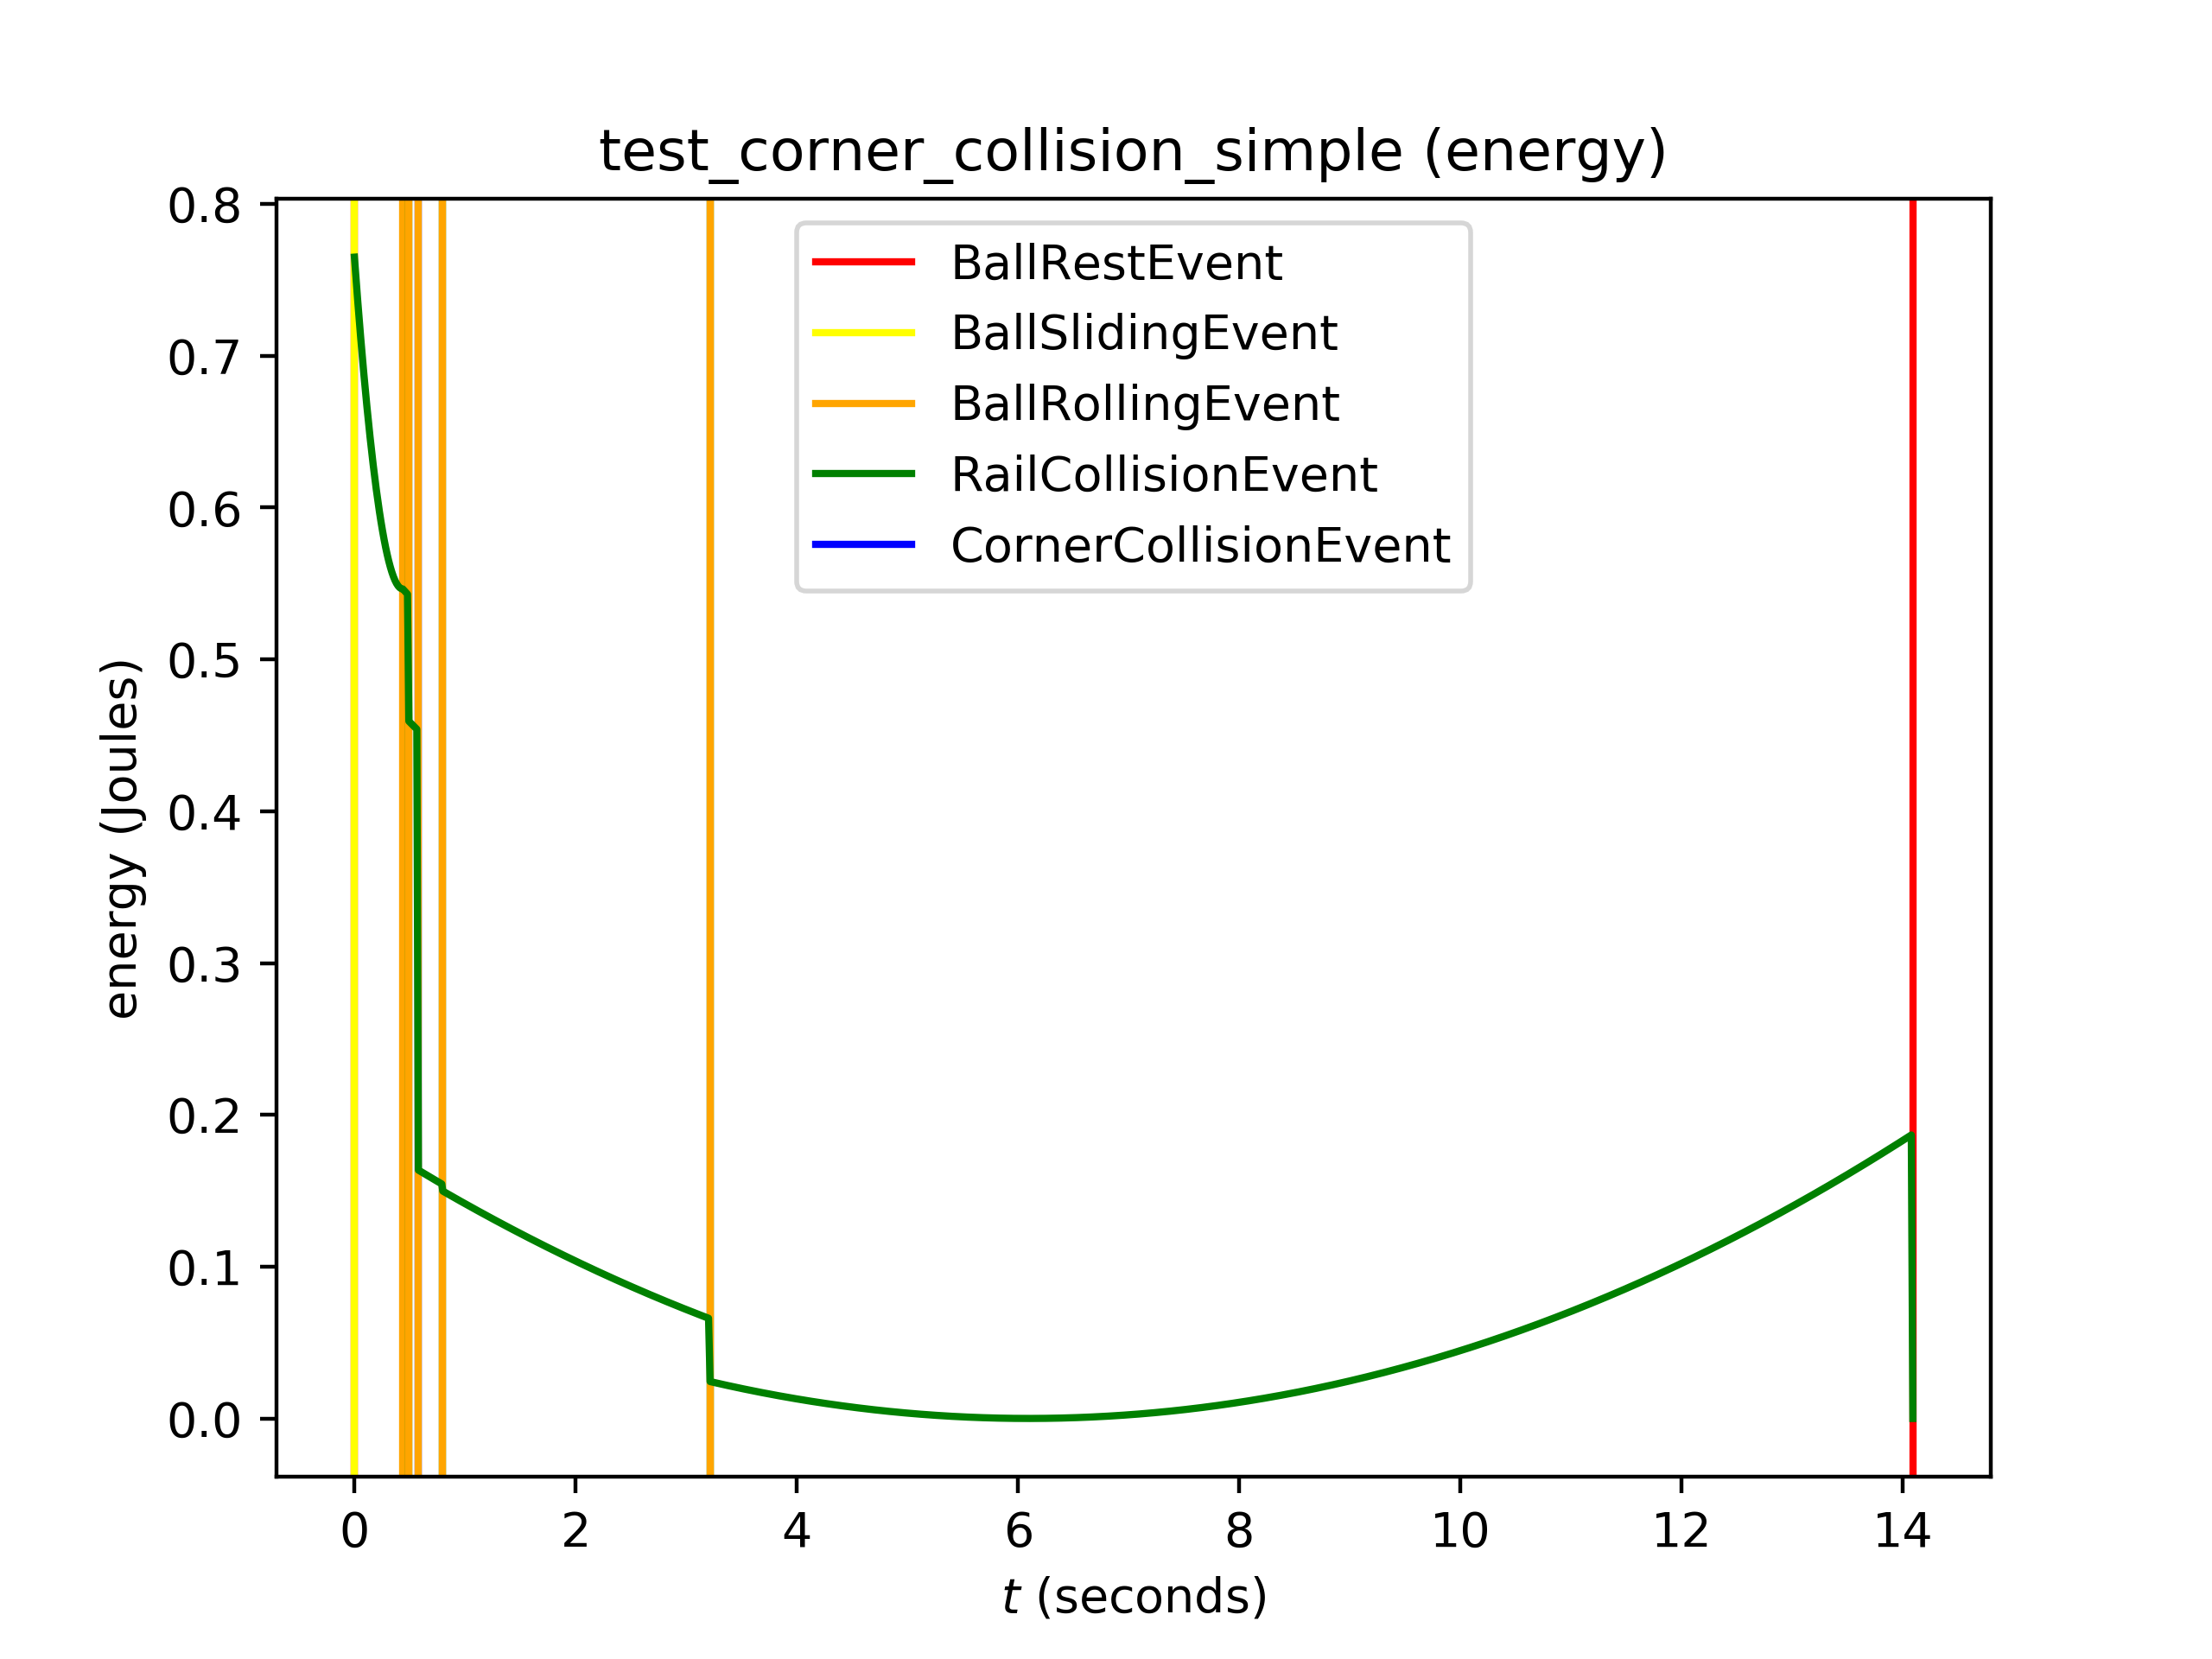 test_corner_collision_simple (energy)
BallRestEvent
BallSlidingEvent
BallRollingEvent
RailCollisionEvent
CornerCollisionEvent
energy (Joules)
0.8
0.7
0.6
0.5
0.4
0.3
0.2
0.1
0.0
0 2 4 6 8 10 12 14
t (seconds)